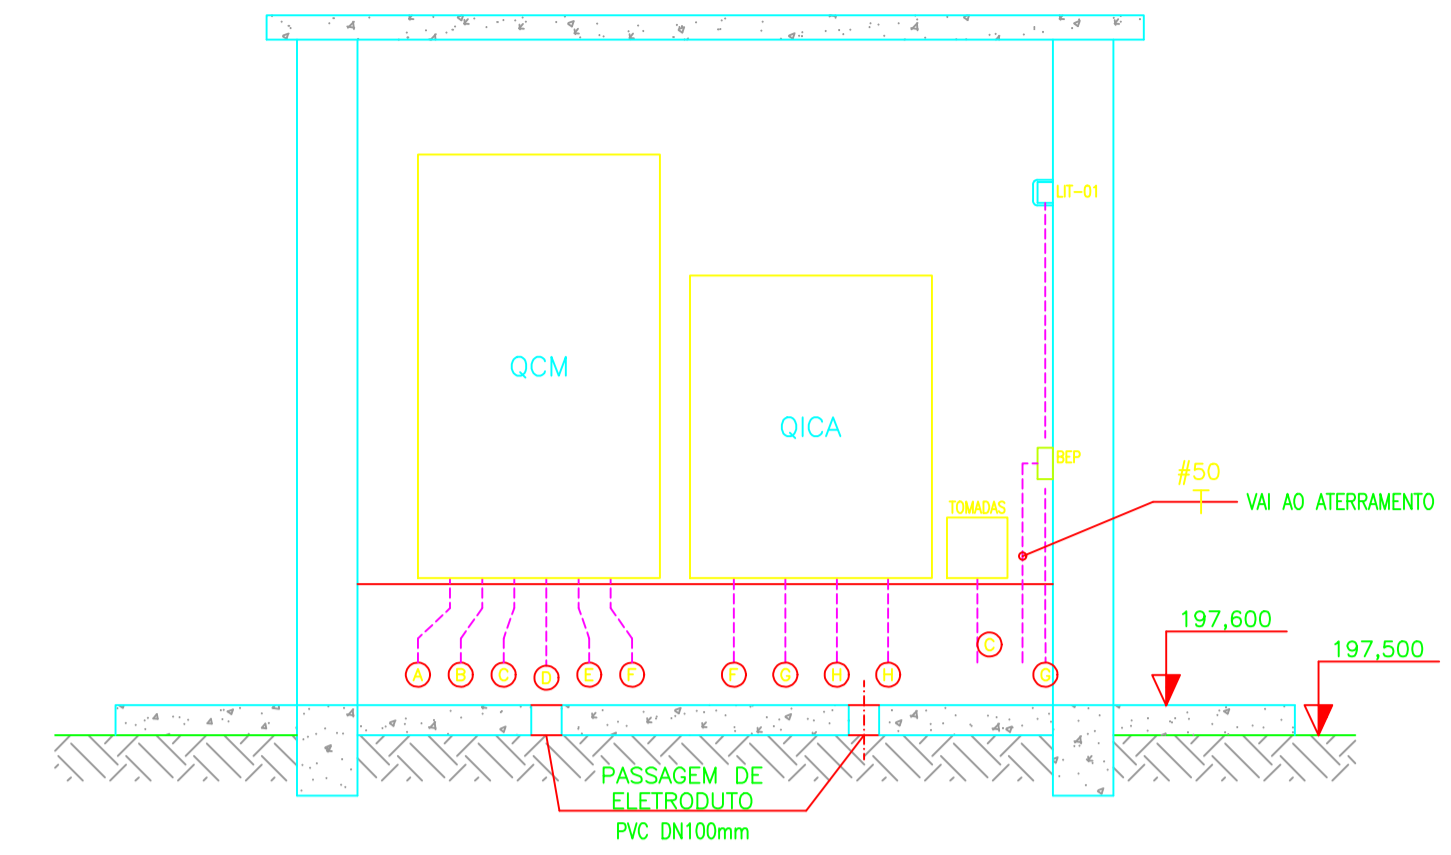 LIT-01
QCM
QICA
BEP
#50
VAI AO ATERRAMENTO
TOMADAS
197,600
197,500
C
A B C D E F F G H H G
PASSAGEM DE
ELETRODUTO
PVC DN100mm